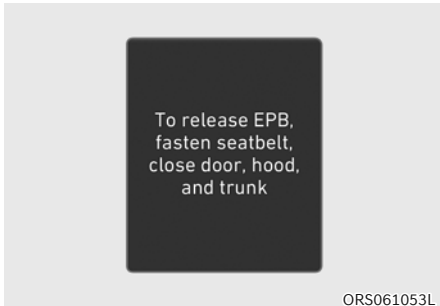 To release EPB,
fasten seatbelt,
close door, hood,
and trunk
ORS061053L